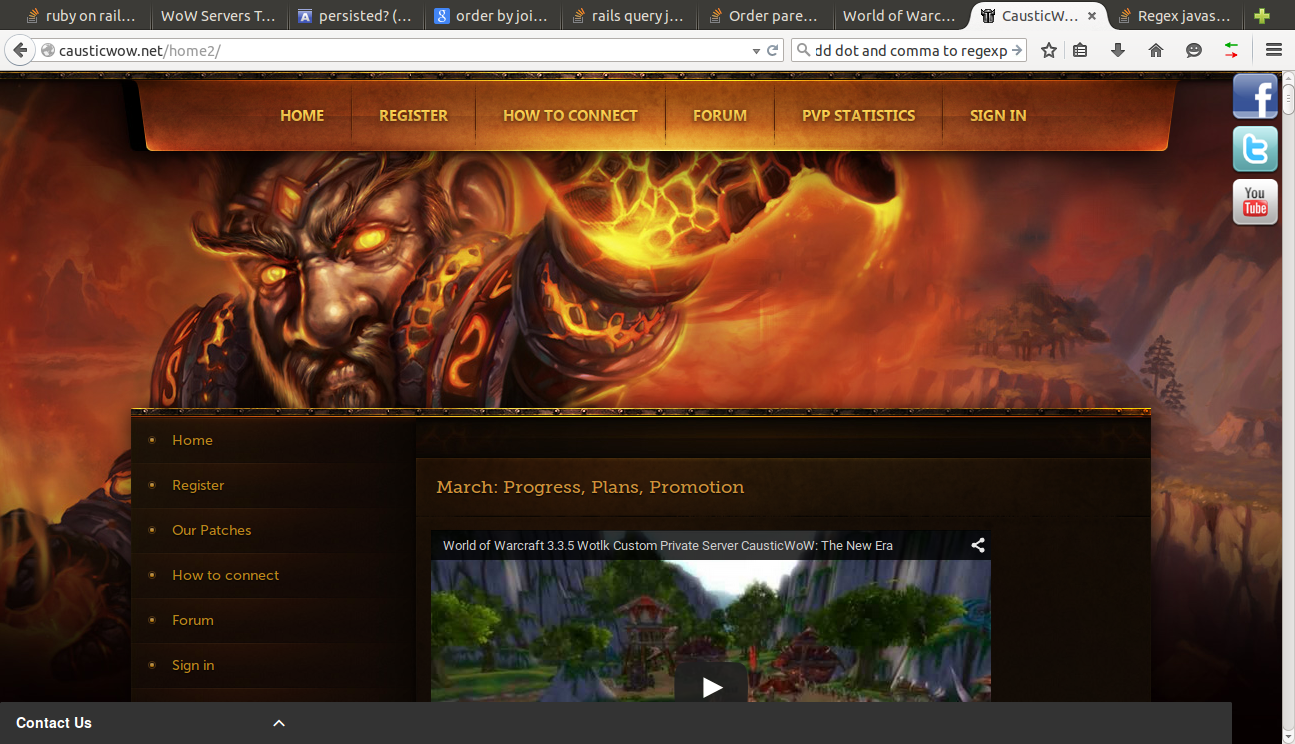 ruby on rail...
WoW Servers T...
persisted? (...
order by joi...
rails query j...
Order pare...
World of Warc...
CausticW...
Regex javas...
causticwow.net/home2/
dd dot and comma to regexp
HOME
REGISTER
HOW TO CONNECT
FORUM
PVP STATISTICS
SIGN IN
f
t
You
Tube
Home
Register
Our Patches
How to connect
Forum
Sign in
March: Progress, Plans, Promotion
World of Warcraft 3.3.5 Wotlk Custom Private Server CausticWoW: The New Era
Contact Us